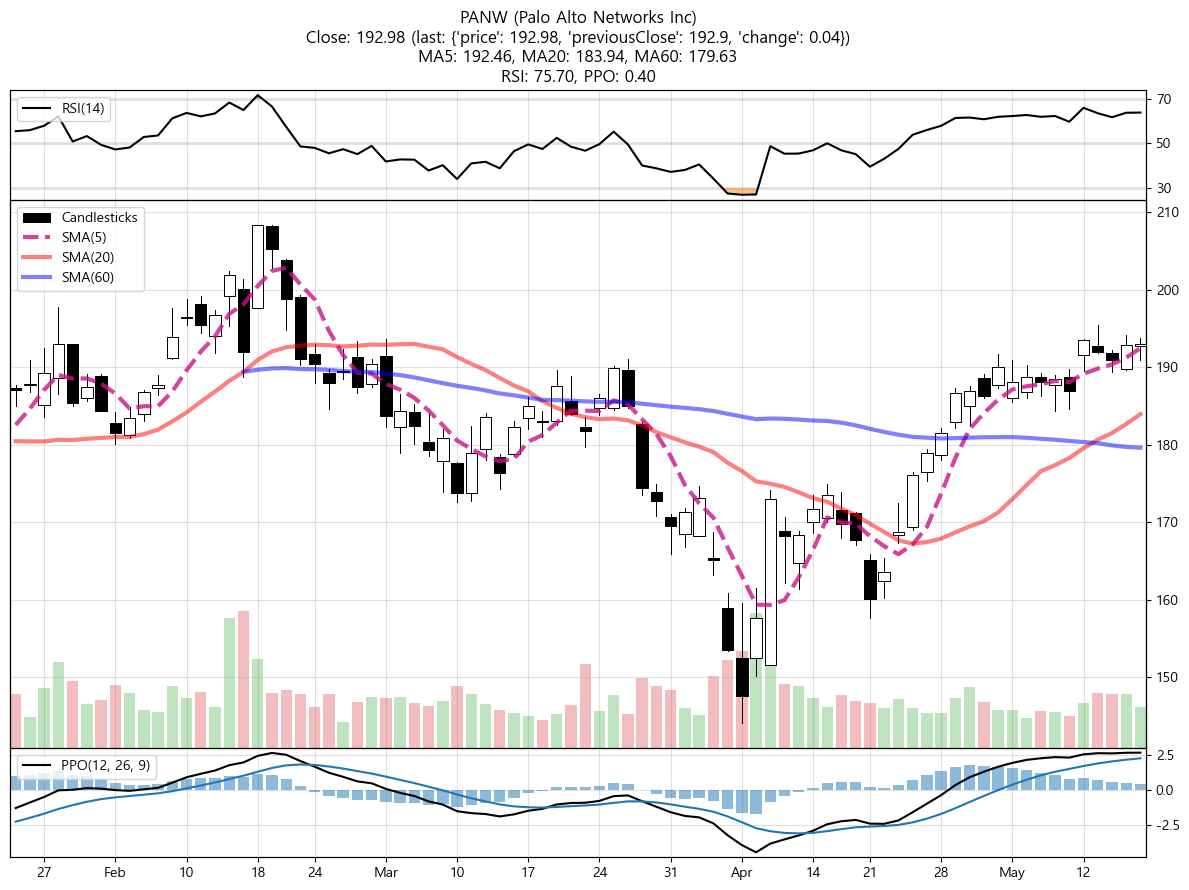 PANW (Palo Alto Networks Inc)
Close: 192.98 (last: {'price': 192.98, 'previousClose': 192.9, 'change': 0.04})
MA5: 192.46, MA20: 183.94, MA60: 179.63
RSI: 75.70, PPO: 0.40
RSI(14)
70
50
30
Candlesticks
SMA(5)
SMA(20)
SMA(60)
210
200
190
180
170
160
150
PPO(12, 26, 9)
2.5
0.0
−2.5
27 Feb 10 18 24 Mar 10 17 24 31 Apr 14 21 28 May 12